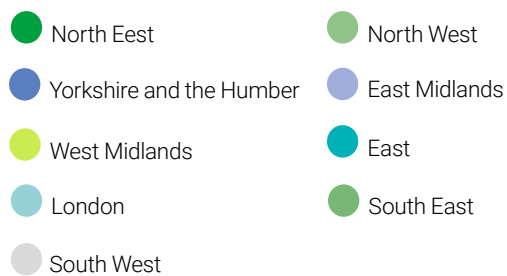 North Eest
North West
Yorkshire and the Humber
East Midlands
West Midlands
East
London
South East
South West